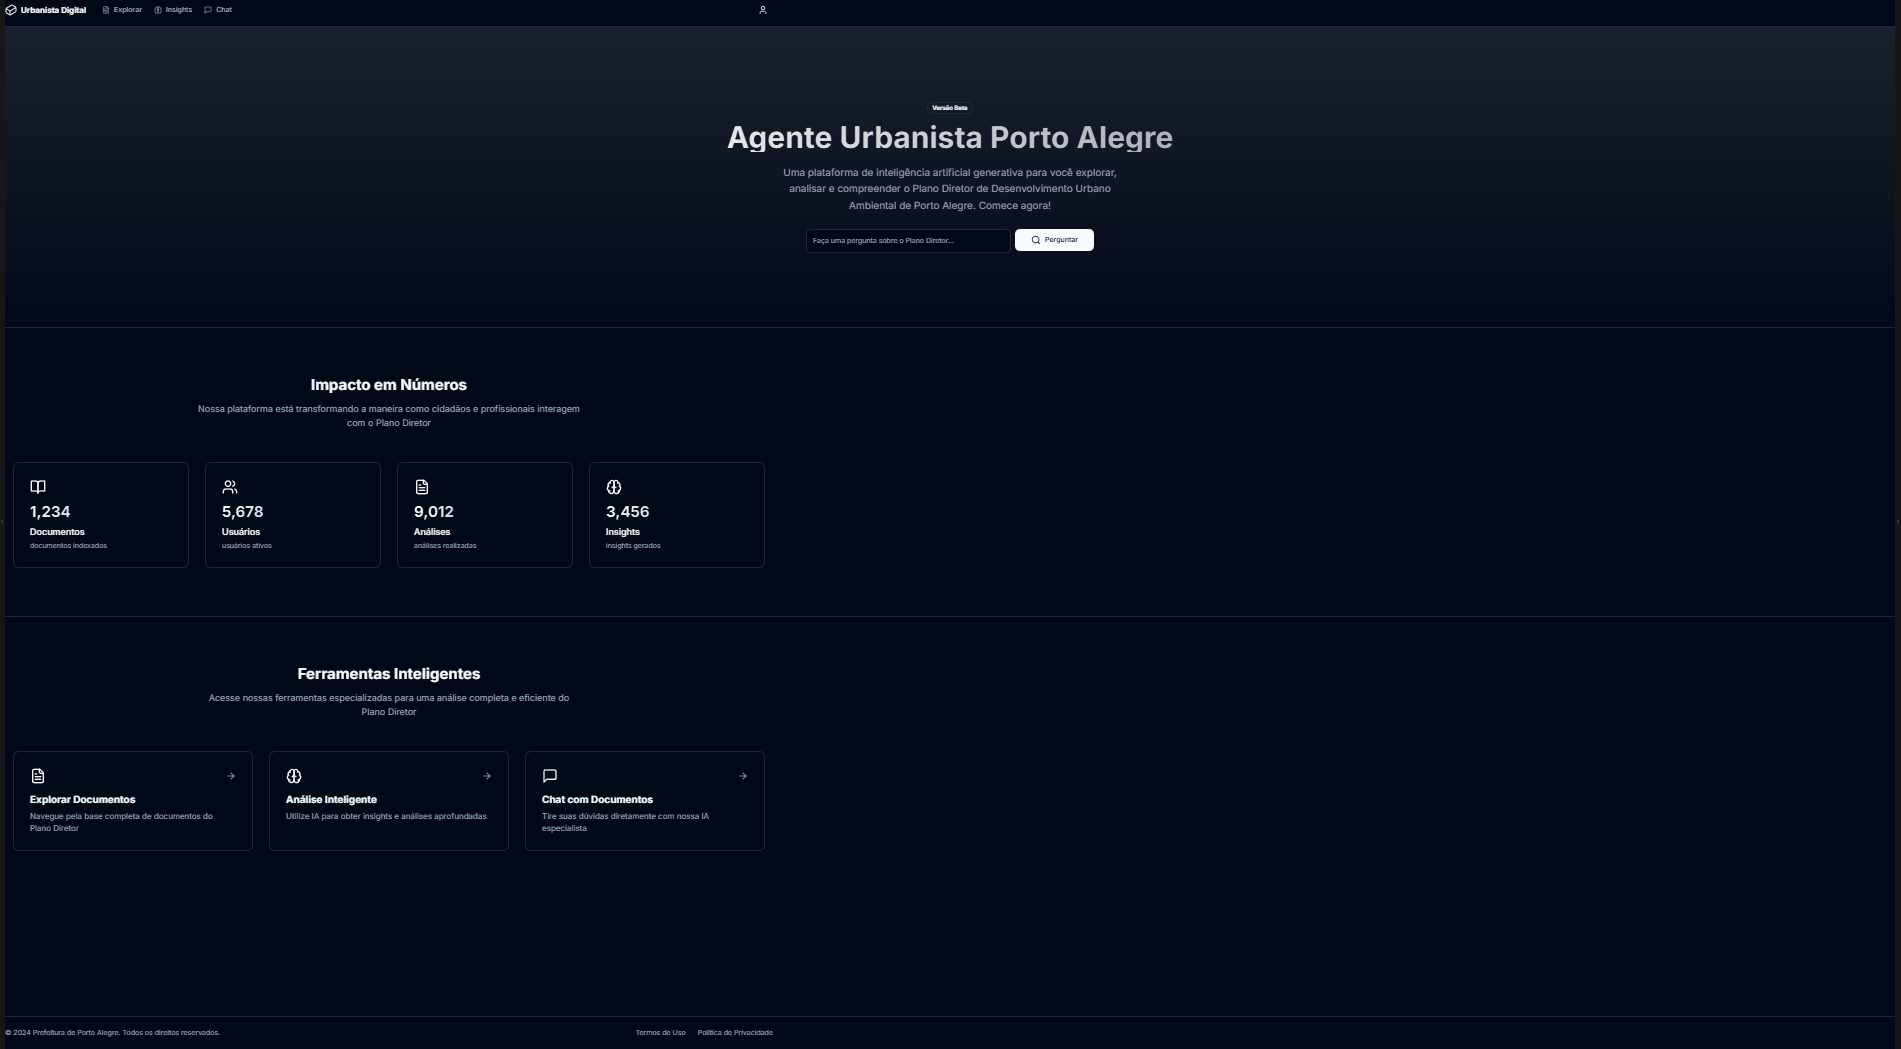 Urbanista Digital Explorar Insights Chat
Versão Beta
Agente Urbanista Porto Alegre
Uma plataforma de inteligência artificial generativa para você explorar,
analisar e compreender o Plano Diretor de Desenvolvimento Urbano
Ambiental de Porto Alegre. Comece agora!
Faça uma pergunta sobre o Plano Diretor... Perguntar
Impacto em Números
Nossa plataforma está transformando a maneira como cidadãos e profissionais interagem
com o Plano Diretor
1,234
Documentos
documentos indexados
5,678
Usuários
usuários ativos
9,012
Análises
análises realizadas
3,456
Insights
insights gerados
Ferramentas Inteligentes
Acesse nossas ferramentas especializadas para uma análise completa e eficiente do
Plano Diretor
Explorar Documentos
Navegue pela base completa de documentos do
Plano Diretor
Análise Inteligente
Utilize IA para obter insights e análises aprofundadas
Chat com Documentos
Tire suas dúvidas diretamente com nossa IA
especialista
© 2024 Prefeitura de Porto Alegre. Todos os direitos reservados. Termos de Uso Política de Privacidade